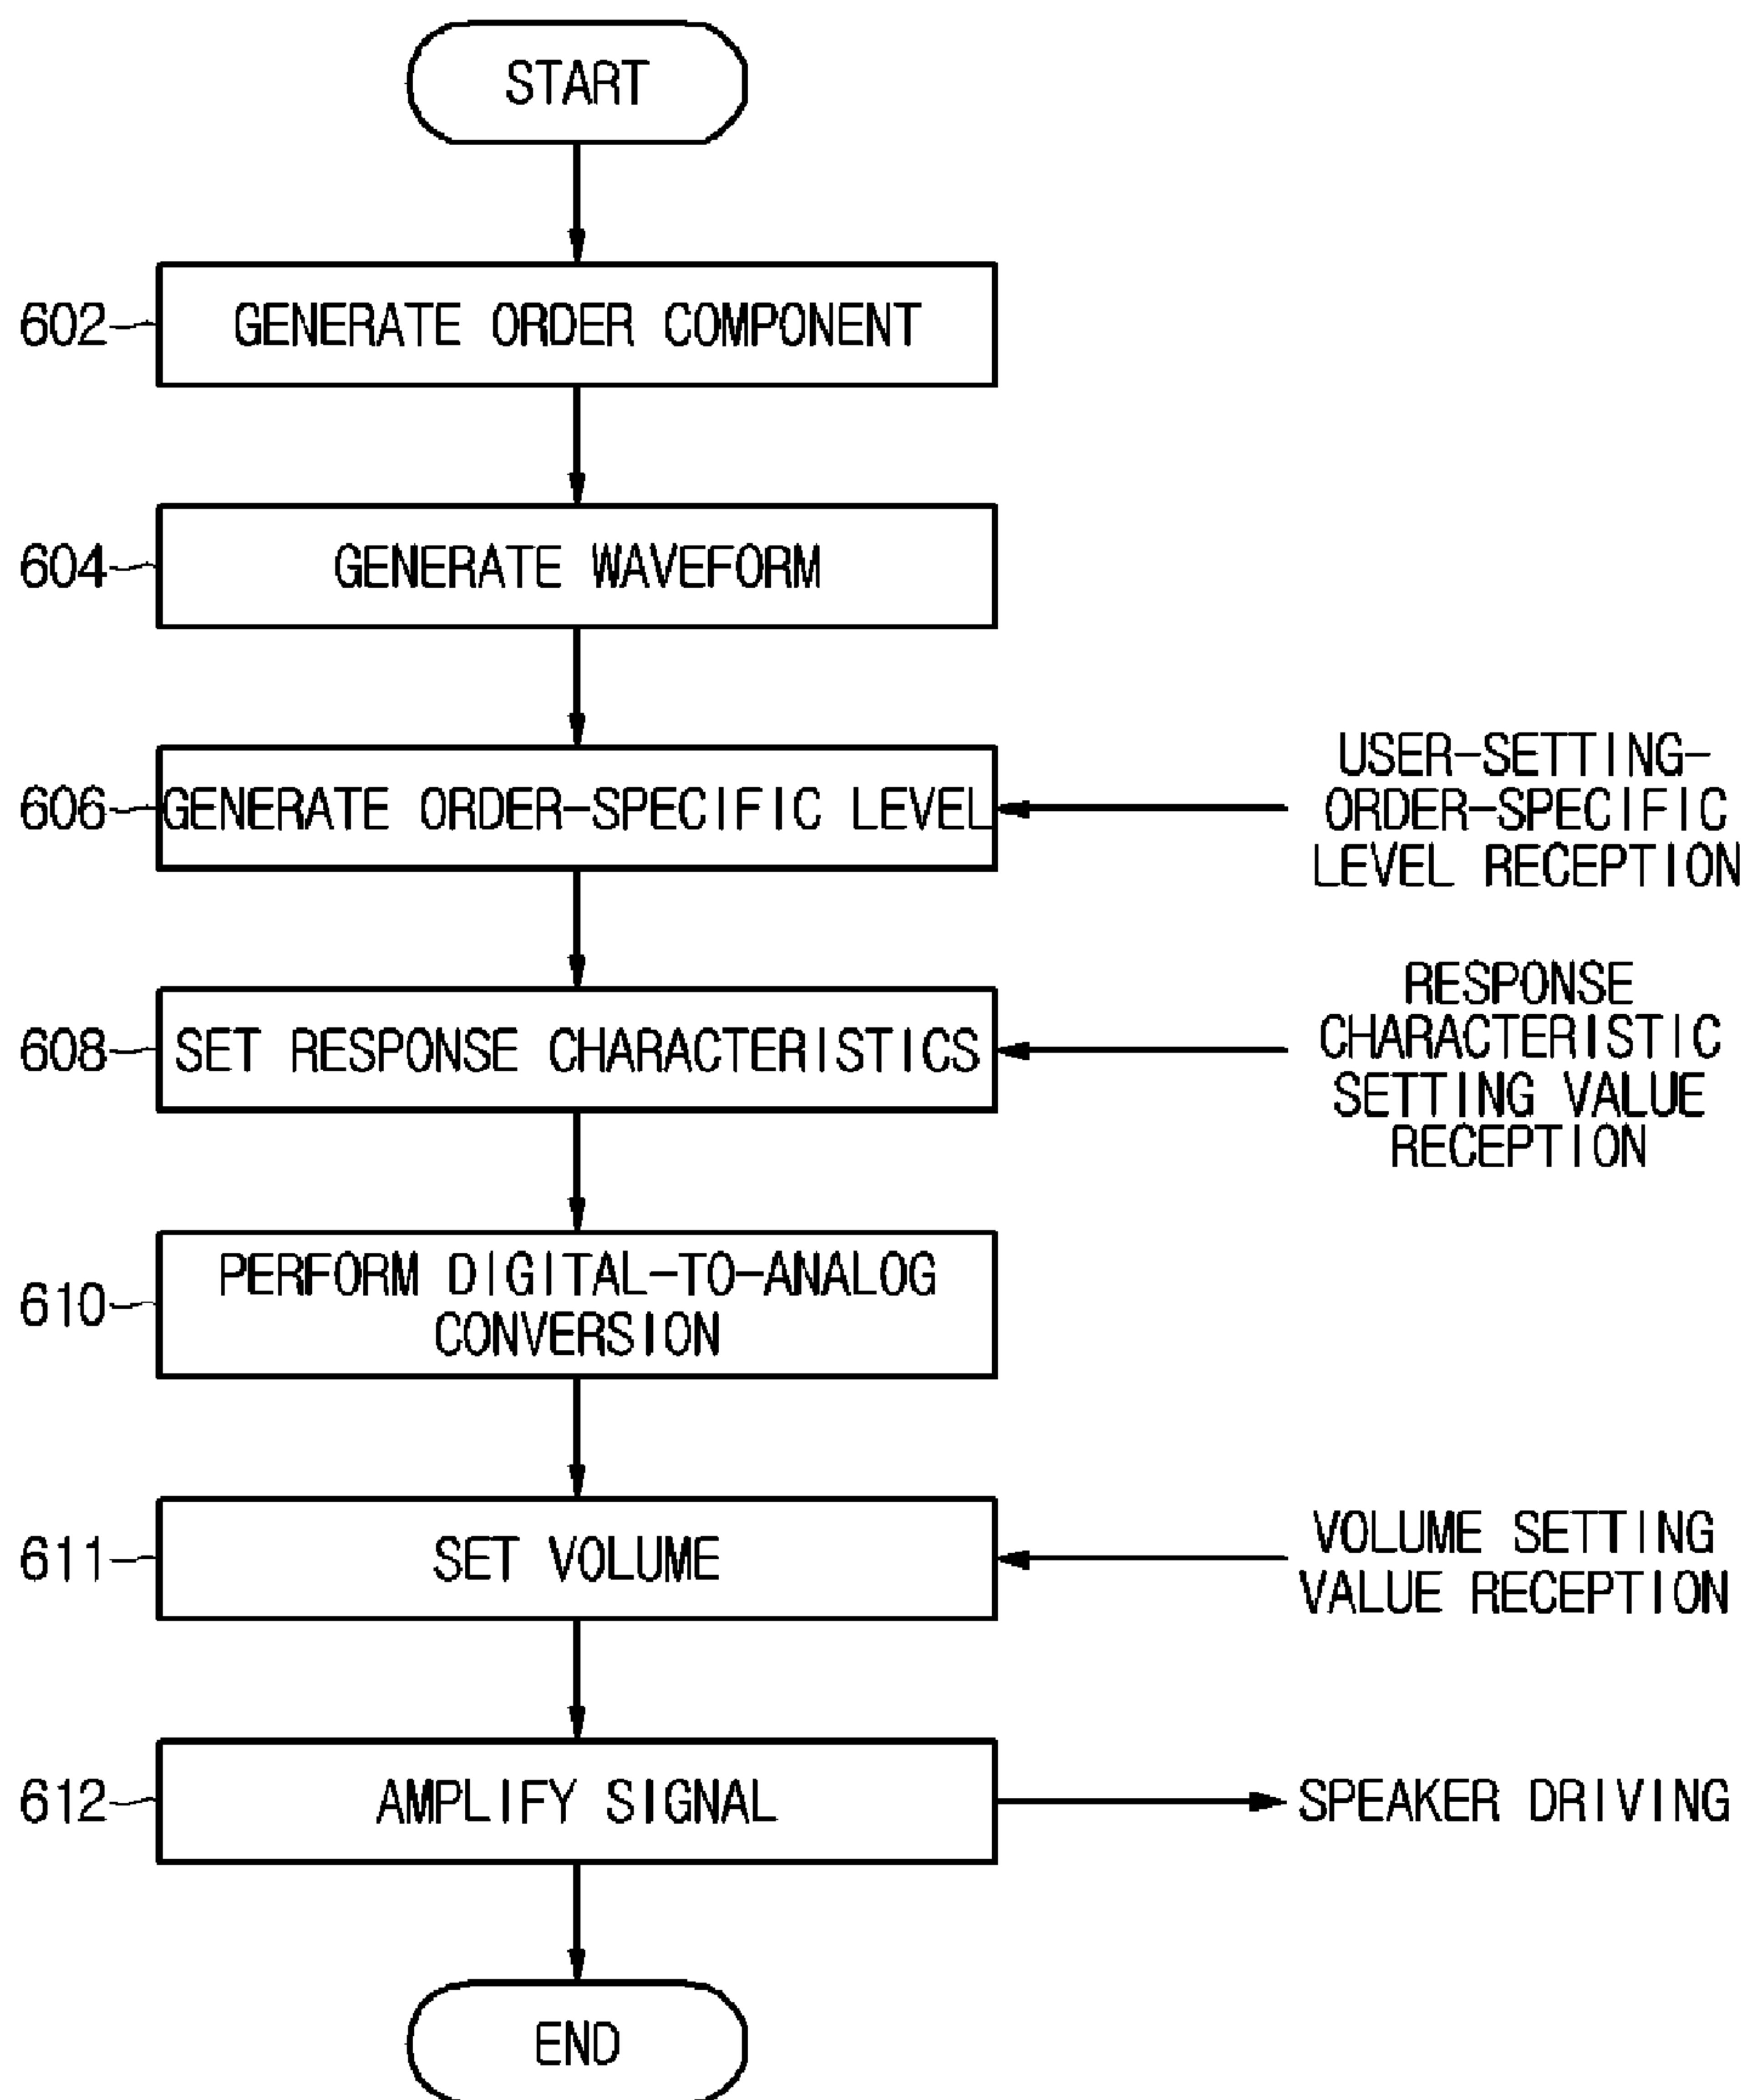 START
602
GENERATE ORDER COMPONENT
604
GENERATE WAVEFORM
606
GENERATE ORDER-SPECIFIC LEVEL
USER-SETTING-
ORDER-SPECIFIC
LEVEL RECEPTION
608
SET RESPONSE CHARACTERISTICS
RESPONSE
CHARACTERISTIC
SETTING VALUE
RECEPTION
610
PERFORM DIGITAL-TO-ANALOG
CONVERSION
611
SET VOLUME
VOLUME SETTING
VALUE RECEPTION
612
AMPLIFY SIGNAL
SPEAKER DRIVING
END